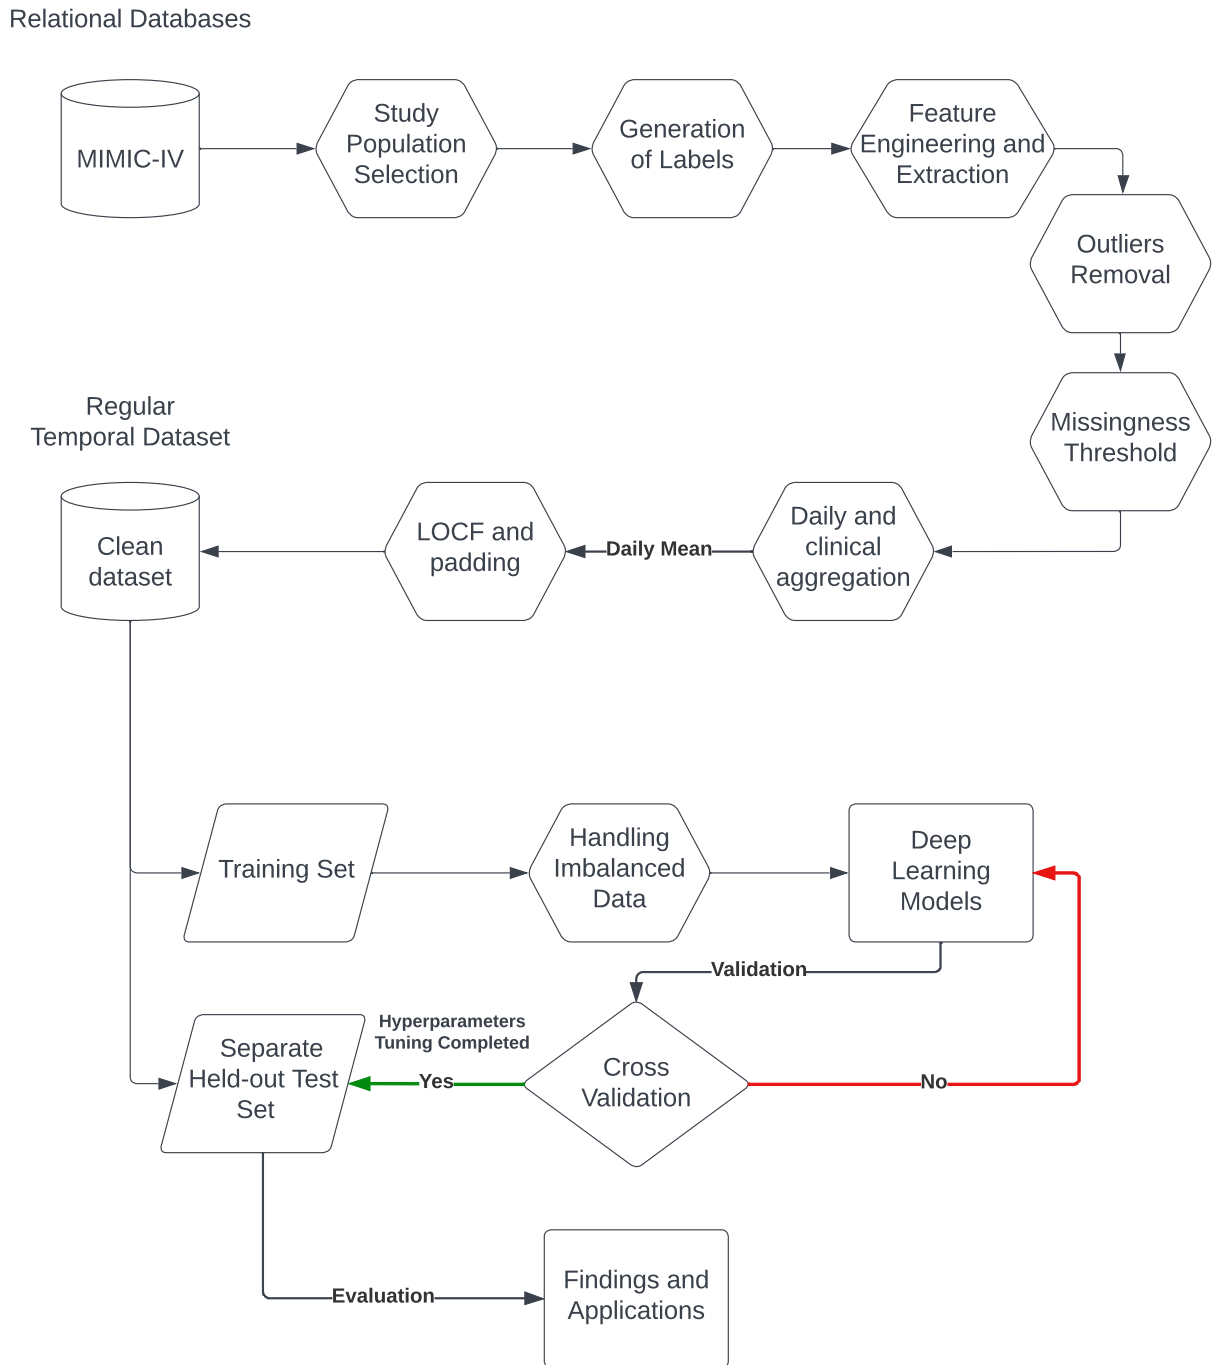 Relational Databases
MIMIC-IV
Study
Population
Selection
Generation
of Labels
Feature
Engineering and
Extraction
Outliers
Removal
Missingness
Threshold
Daily and
clinical
aggregation
Daily Mean
LOCF and
padding
Regular
Temporal Dataset
Clean
dataset
Training Set
Handling
Imbalanced
Data
Deep
Learning
Models
Validation
Cross
Validation
No
Hyperparameters
Tuning Completed
Yes
Separate
Held-out Test
Set
Evaluation
Findings and
Applications